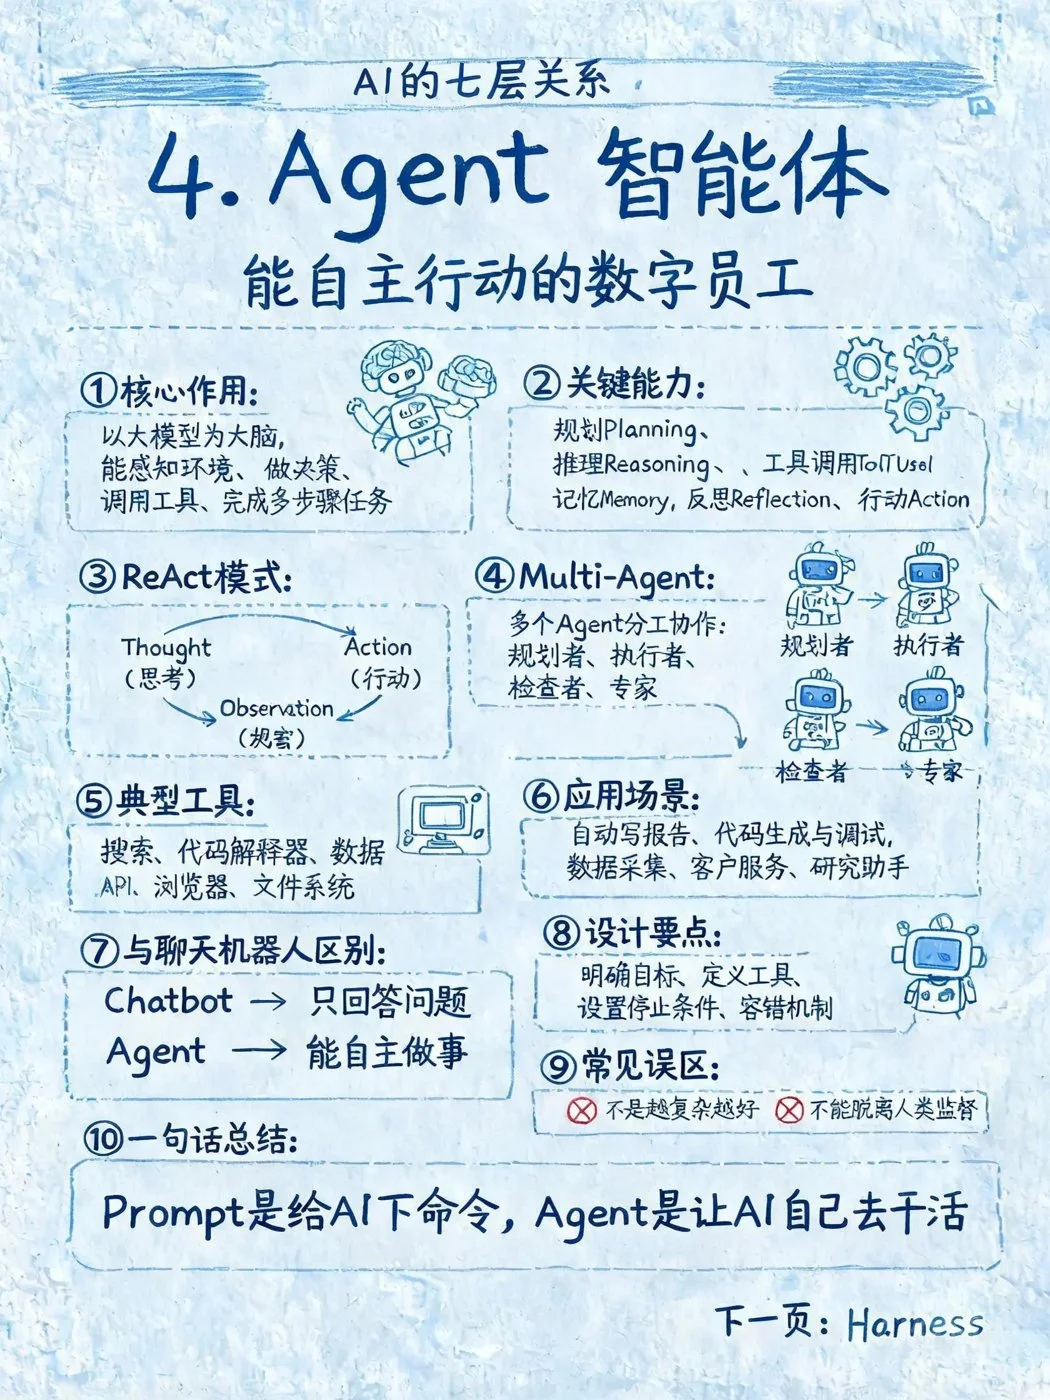 AI的七层关系
4. Agent 智能体
能自主行动的数字员工
①核心作用:
以大模型为大脑,
能感知环境、做决策、
调用工具、完成多步骤任务
②关键能力:
规划Planning、
推理Reasoning、、工具调用
记忆Memory, 反思Reflection、行动Action
③ReAct模式:
Thought
(思考)
Action
(行动)
Observation
④Multi-Agent:
多个Agent分工协作:
规划者、执行者、
检查者、专家
规划者
执行者
检查者
专家
⑤典型工具:
搜索、代码解释器、数据
API、浏览器、文件系统
⑥应用场景:
自动写报告、代码生成与调试,
数据采集、客户服务、研究助手
⑦与聊天机器人区别:
Chatbot → 只回答问题
Agent → 能自主做事
⑧设计要点:
明确目标、定义工具、
设置停止条件、容错机制
⑨常见误区:
不是越复杂越好 不能脱离人类监督
⑩一句话总结:
Prompt是给AI下命令, Agent是让AI自己去干活
下一页: Harness